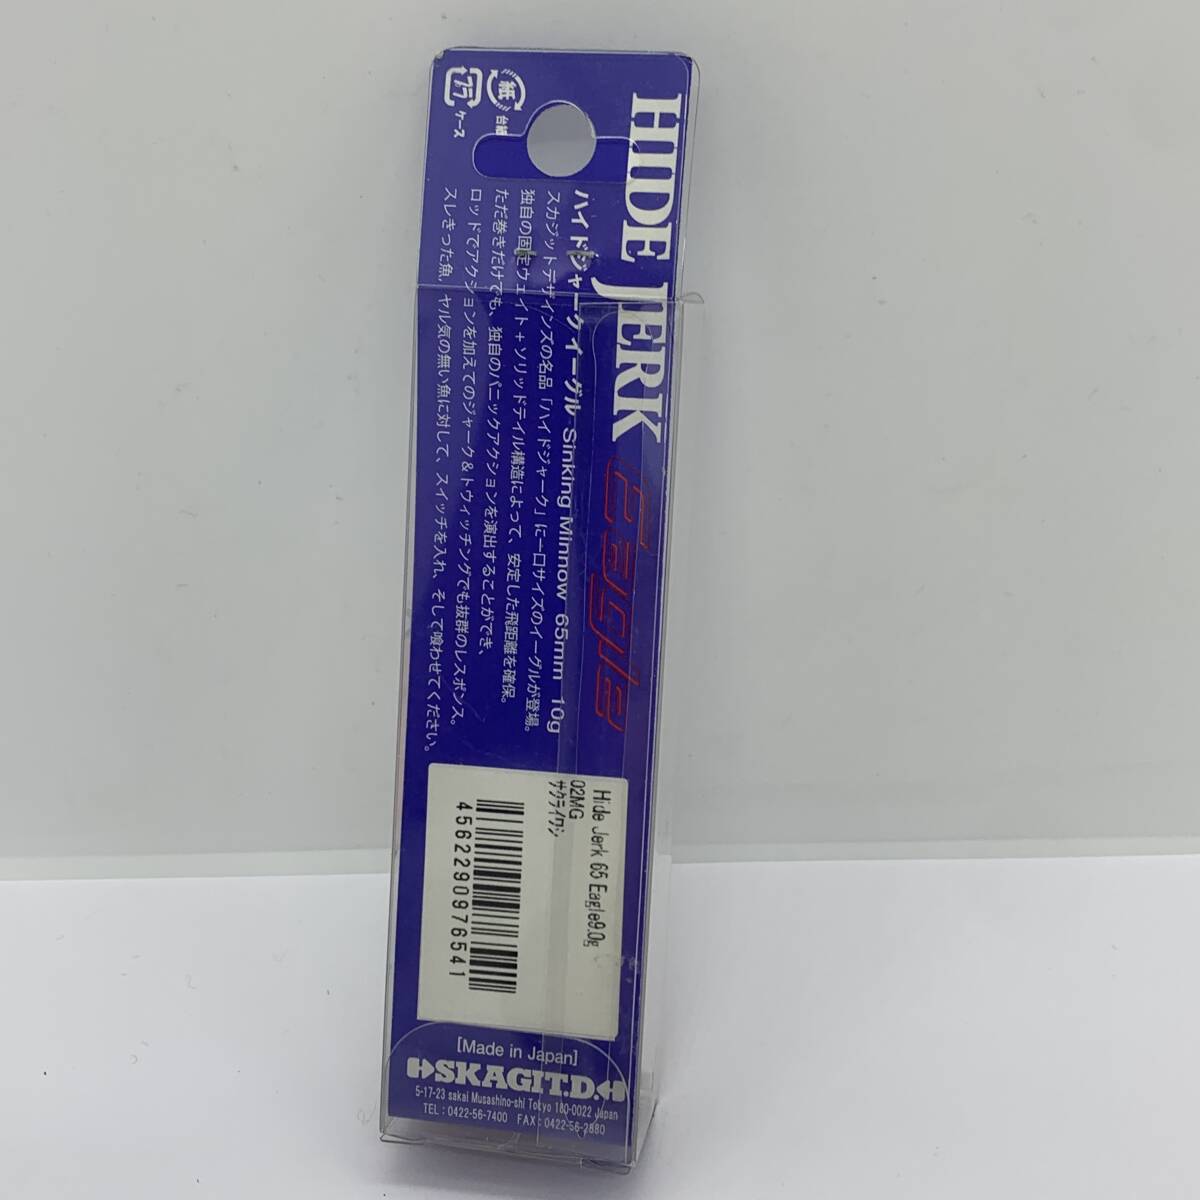 HIDE JERK Eagle
ハイドジャークイーグル Sinking Minnow 65mm 10g
スカジットデザインズの名品「ハイドジャーク」に一口サイズのイーグルが登場。
独自の固定ウェイト+ソリッドテイル構造によって、安定した飛距離を確保。
ただ巻きだけでも、独自のパニックアクションを演出することができ、
ロッドでアクションを加えてのジャーク&トウィッチングでも抜群のレスポンス。
スレきった魚、ヤル気の無い魚に対して、スイッチを入れ、そして喰わせてください。
紙
台紙
プラ
ケース
Hide Jerk 65 Eagle9.0g
02MG
サクライワシ
4562290976541
[Made in Japan]
SKAGIT.D.
5-17-23 sakai Musashino-shi Tokyo 180-0022 Japan
TEL:0422-56-7400 FAX:0422-56-2880